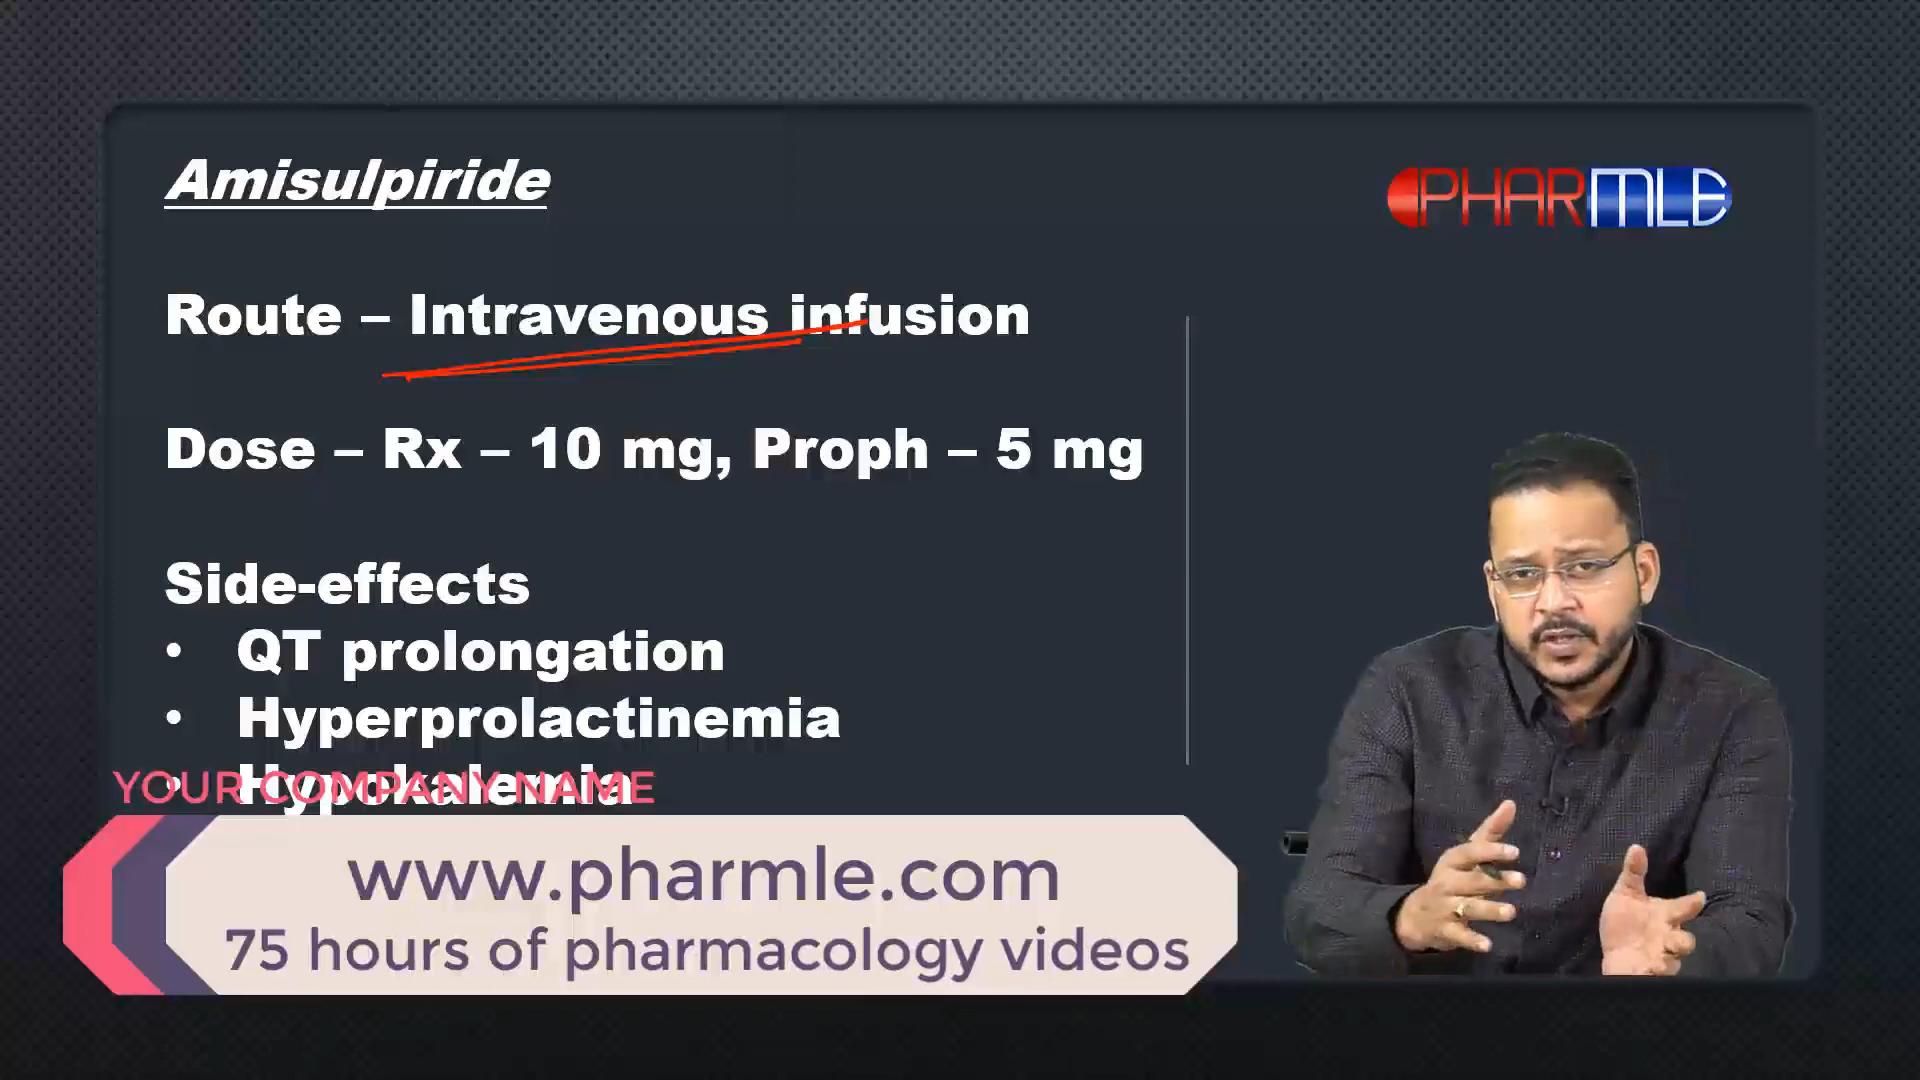 Amisulpiride
PHARMLE
Route – Intravenous infusion
Dose – Rx – 10 mg, Proph – 5 mg
Side-effects
• QT prolongation
• Hyperprolactinemia
• Hypokalemia
YOUR COMPANY NAME
www.pharmle.com
75 hours of pharmacology videos